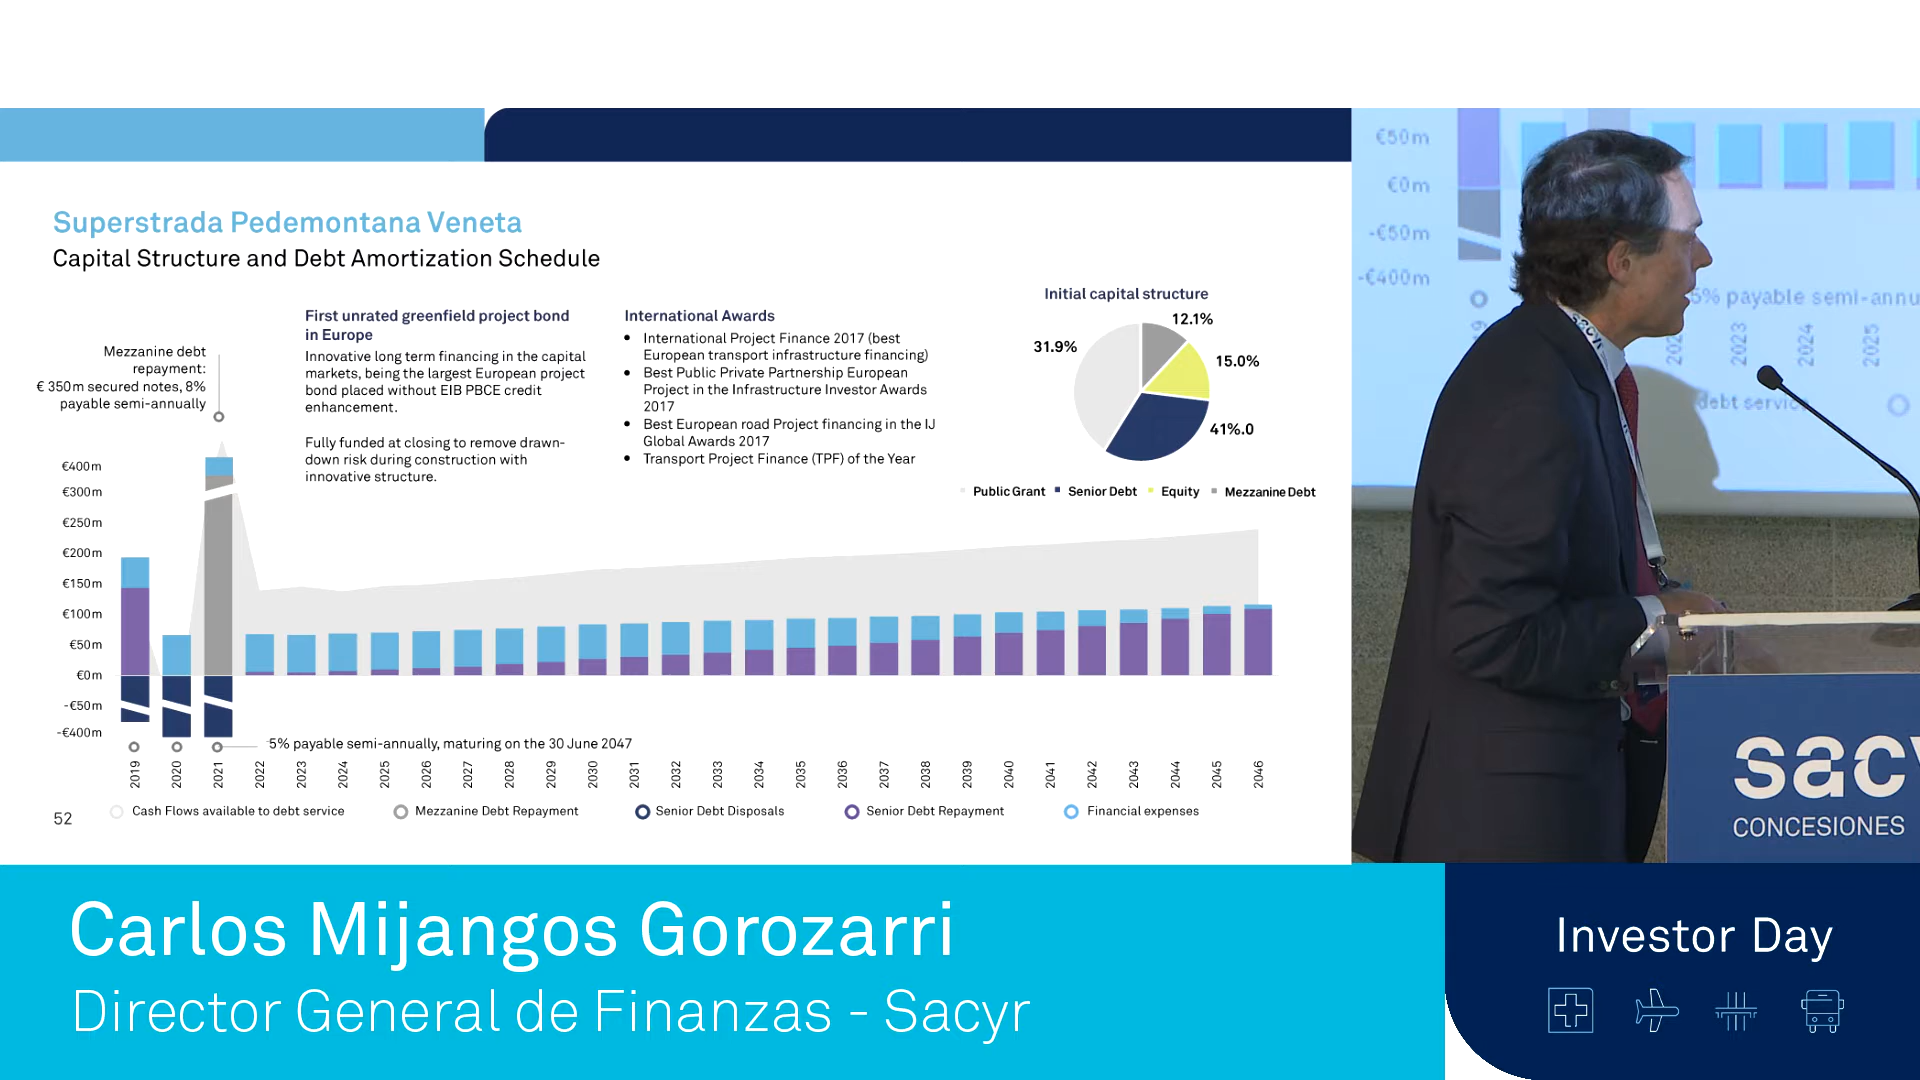 Superstrada Pedemontana Veneta
Capital Structure and Debt Amortization Schedule
Mezzanine debt
repayment:
€ 350m secured notes, 8%
payable semi-annually
First unrated greenfield project bond
in Europe
Innovative long term financing in the capital
markets, being the largest European project
bond placed without EIB PBCE credit
enhancement.
Fully funded at closing to remove drawn-
down risk during construction with
innovative structure.
International Awards
• International Project Finance 2017 (best
European transport infrastructure financing)
• Best Public Private Partnership European
Project in the Infrastructure Investor Awards
2017
• Best European road Project financing in the IJ
Global Awards 2017
• Transport Project Finance (TPF) of the Year
Initial capital structure
12.1%
31.9%
15.0%
41%.0
Public Grant Senior Debt Equity Mezzanine Debt
€400m
€300m
€250m
€200m
€150m
€100m
€50m
€0m
-€50m
-€400m
5% payable semi-annually, maturing on the 30 June 2047
2019 2020 2021 2022 2023 2024 2025 2026 2027 2028 2029 2030 2031 2032 2033 2034 2035 2036 2037 2038 2039 2040 2041 2042 2043 2044 2045 2046
Cash Flows available to debt service Mezzanine Debt Repayment Senior Debt Disposals Senior Debt Repayment Financial expenses
52
€50m
€0m
-€50m
-€400m
5% payable semi-annu
2023 2024 2025
debt service
sacyr
sacy
CONCESIONES
Carlos Mijangos Gorozarri
Director General de Finanzas - Sacyr
Investor Day